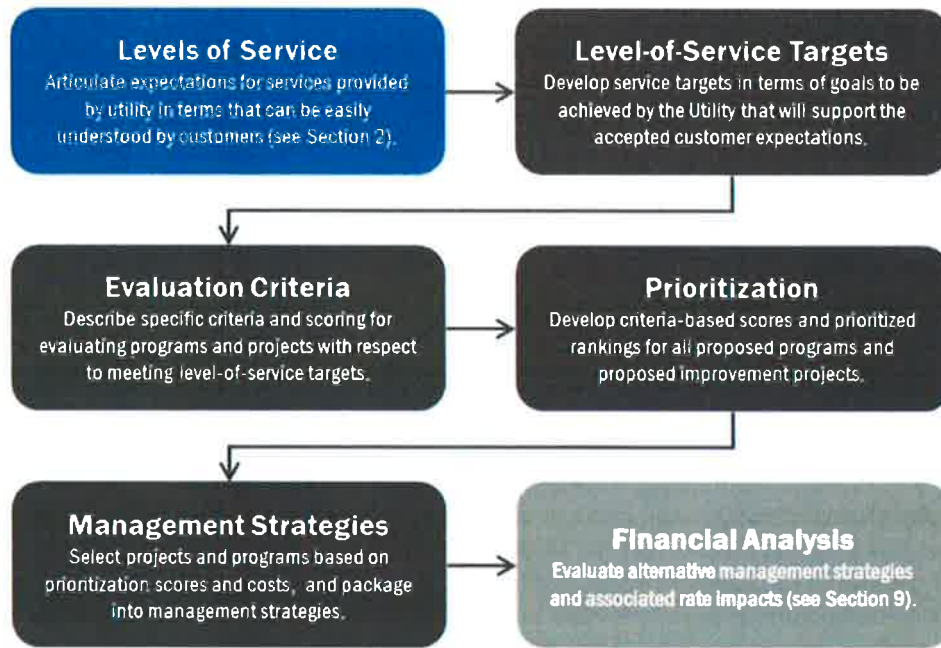 Levels of Service
Articulate expectations for services provided
by utility in terms that can be easily
understood by customers (see Section 2).
Level-of-Service Targets
Develop service targets in terms of goals to be
achieved by the Utility that will support the
accepted customer expectations.
Evaluation Criteria
Describe specific criteria and scoring for
evaluating programs and projects with respect
to meeting level-of-service targets.
Prioritization
Develop criteria-based scores and prioritized
rankings for all proposed programs and
proposed improvement projects.
Management Strategies
Select projects and programs based on
prioritization scores and costs, and package
into management strategies.
Financial Analysis
Evaluate alternative management strategies
and associated rate impacts (see Section 9).